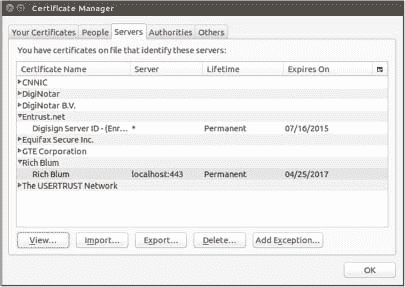 Certificate Manager
Your Certificates People Servers Authorities Others
You have certificates on file that identify these servers:
Certificate Name Server Lifetime Expires On
CNNIC
DigiNotar
DigiNotar B.V.
Entrust.net
Digisign Server ID - (Enr... * Permanent 07/16/2015
Equifax Secure Inc.
GTE Corporation
Rich Blum
Rich Blum localhost:443 Permanent 04/25/2017
The USERTRUST Network
View... Import... Export... Delete... Add Exception...
OK